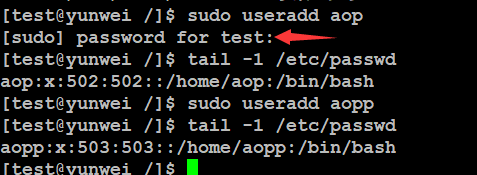 [test@yunwei /]$ sudo useradd aop
[sudo] password for test:
[test@yunwei /]$ tail -1 /etc/passwd
aop:x:502:502::/home/aop:/bin/bash
[test@yunwei /]$ sudo useradd aopp
[test@yunwei /]$ tail -1 /etc/passwd
aopp:x:503:503::/home/aopp:/bin/bash
[test@yunwei /]$